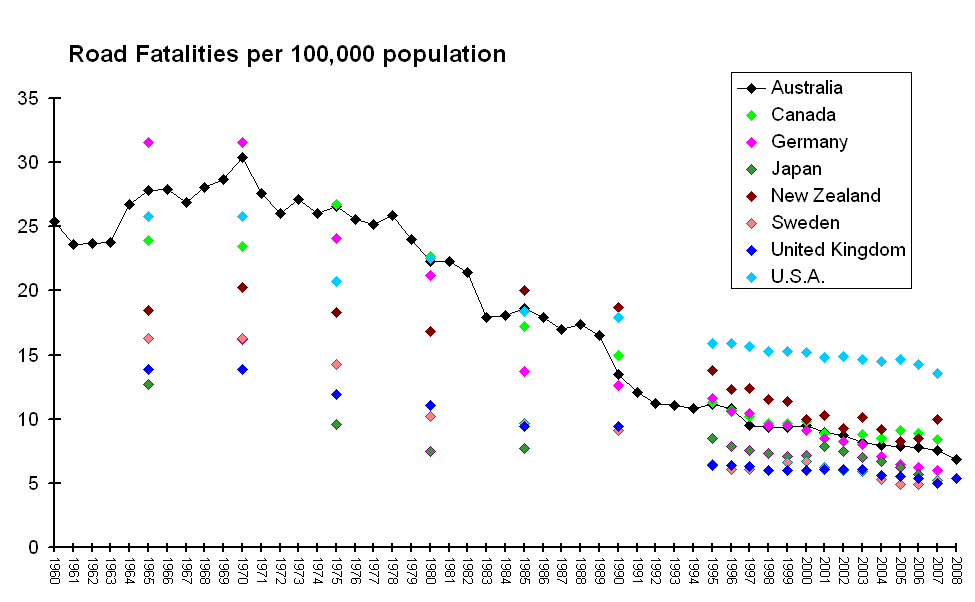 Road Fatalities per 100,000 population
Australia
Canada
Germany
Japan
New Zealand
Sweden
United Kingdom
U.S.A.
35
30
25
20
15
10
5
0
1960 1961 1962 1963 1964 1965 1966 1967 1968 1969 1970 1971 1972 1973 1974 1975 1976 1977 1978 1979 1980 1981 1982 1983 1984 1985 1986 1987 1988 1989 1990 1991 1992 1993 1994 1995 1996 1997 1998 1999 2000 2001 2002 2003 2004 2005 2006 2007 2008